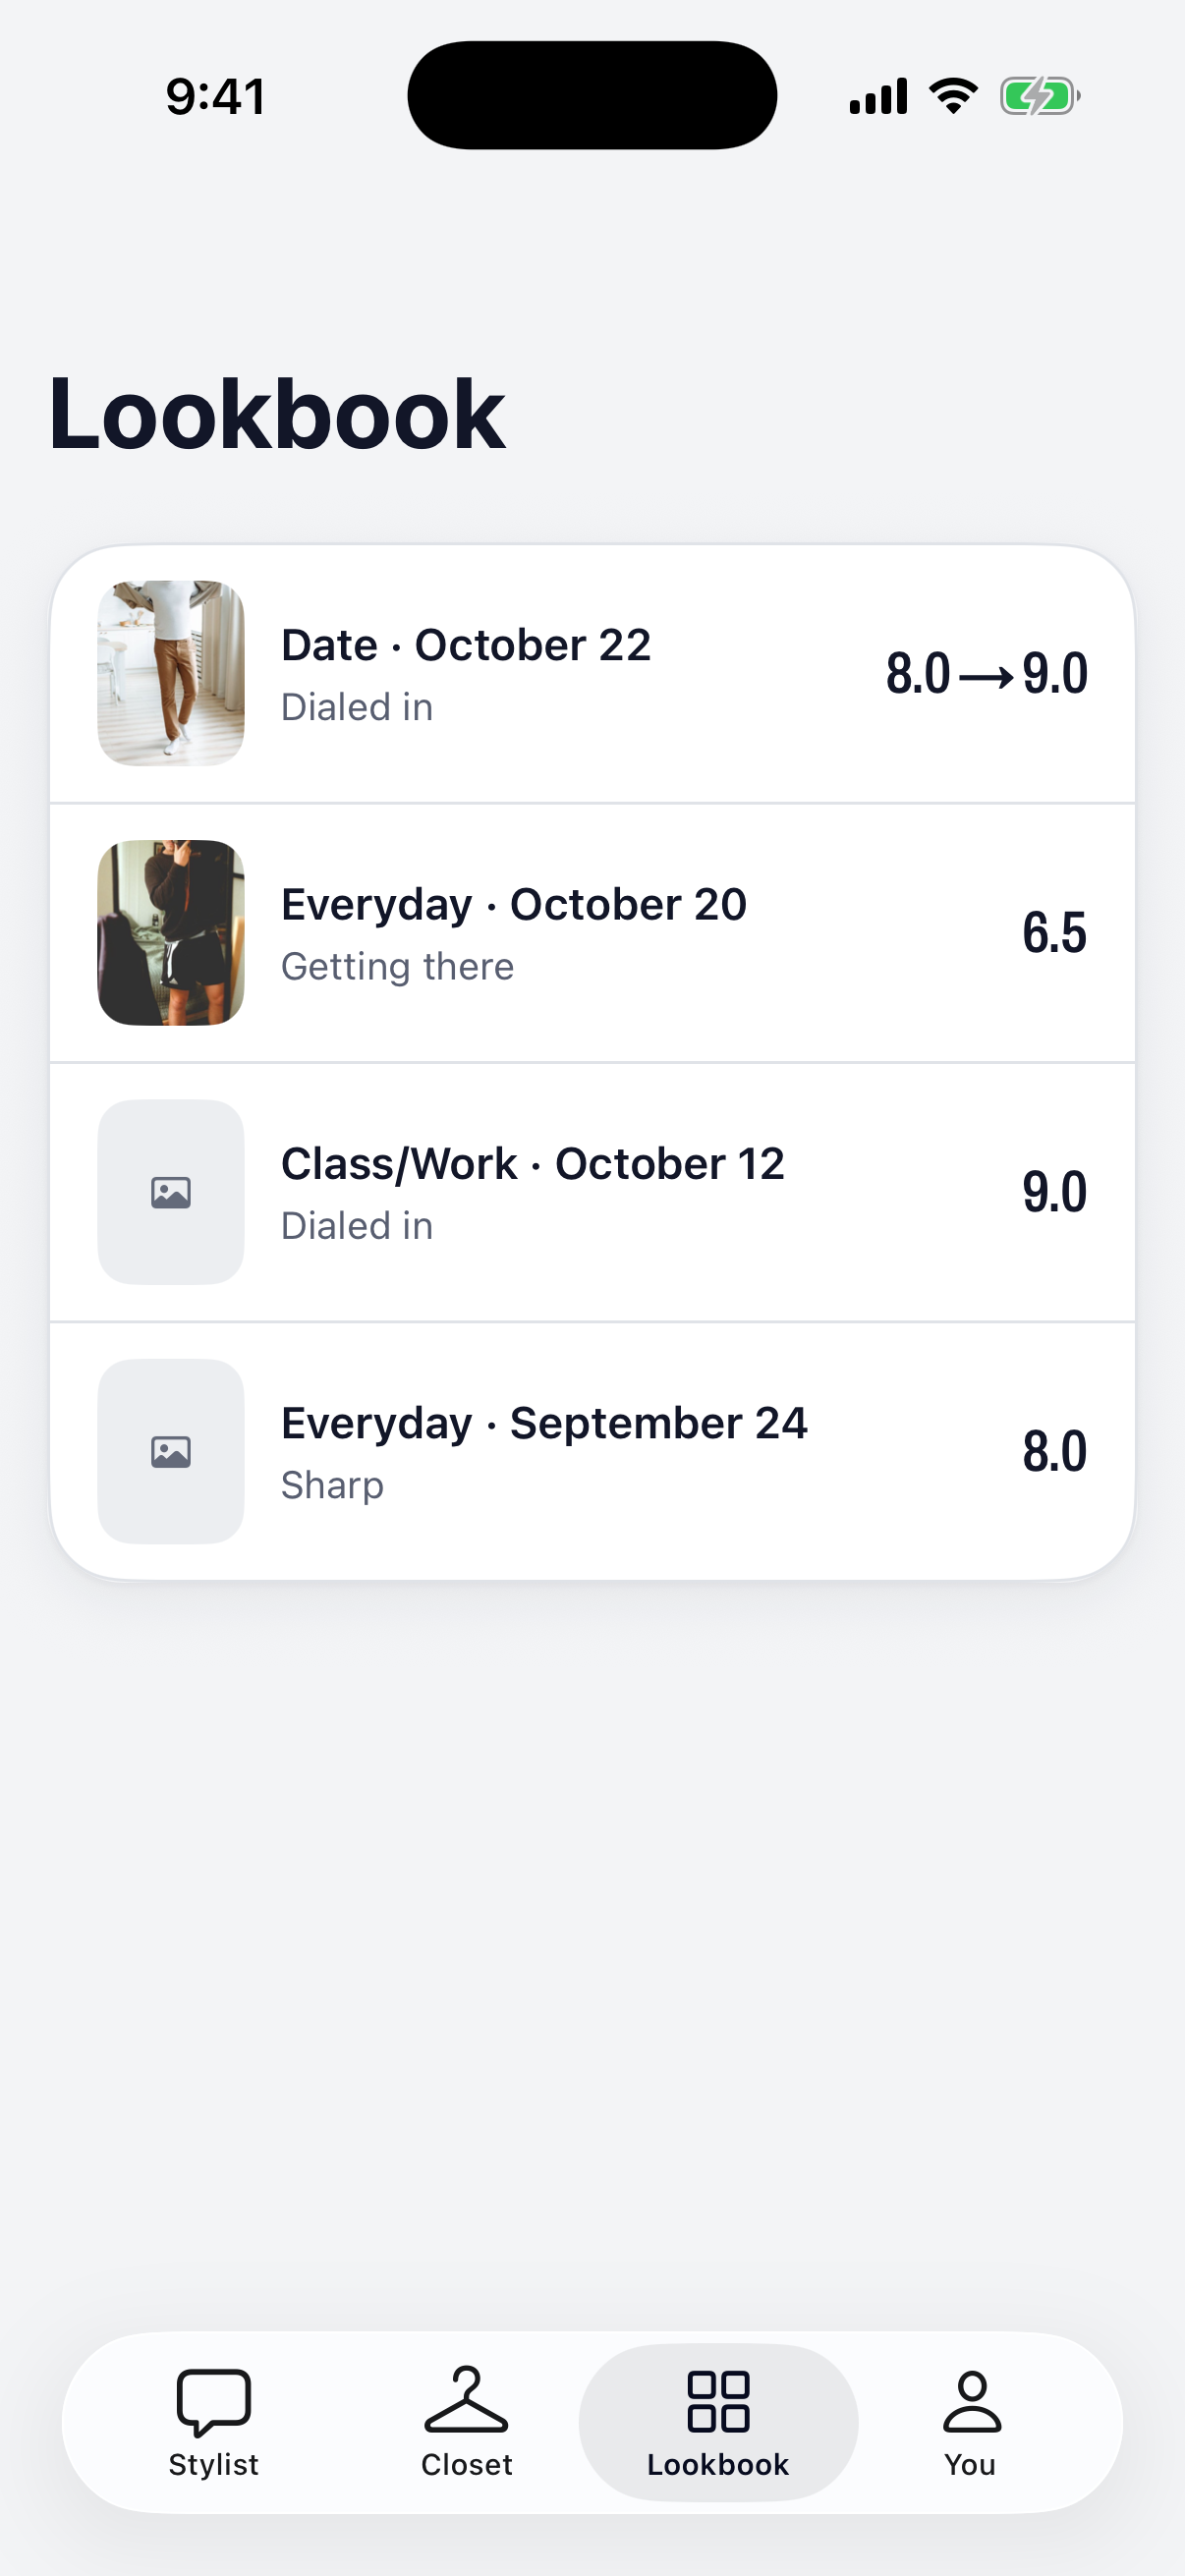 9:41
Lookbook
Date · October 22
Dialed in
8.0→9.0
Everyday · October 20
Getting there
6.5
Class/Work · October 12
Dialed in
9.0
Everyday · September 24
Sharp
8.0
Stylist
Closet
Lookbook
You